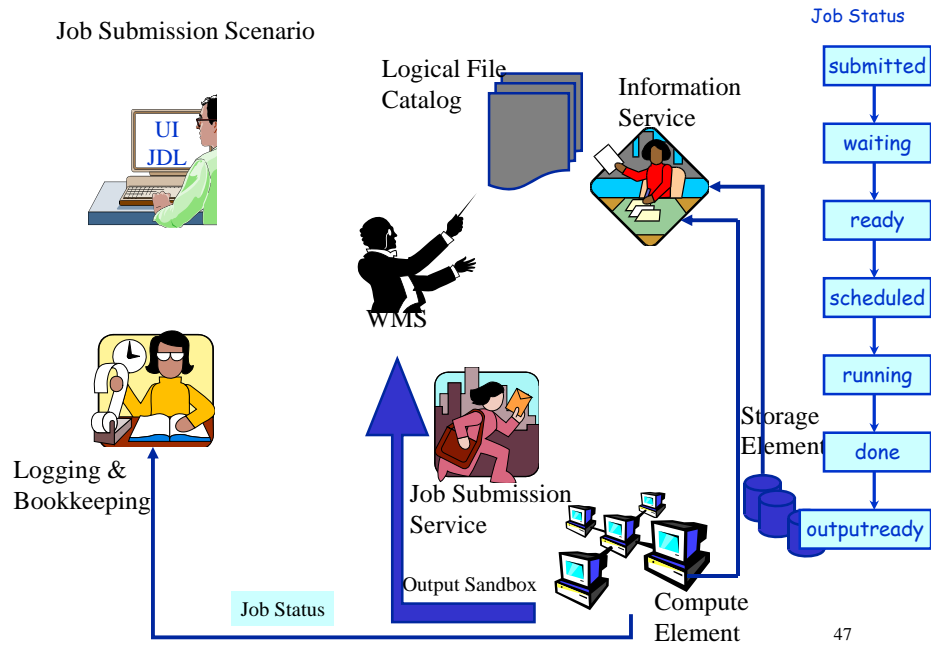 Job Submission Scenario
Job Status
UI
JDL
Logical File
Catalog
Information
Service
submitted
waiting
ready
scheduled
running
done
outputready
WMS
Storage
Element
Logging &
Bookkeeping
Job Submission
Service
Output Sandbox
Job Status
Compute
Element
47